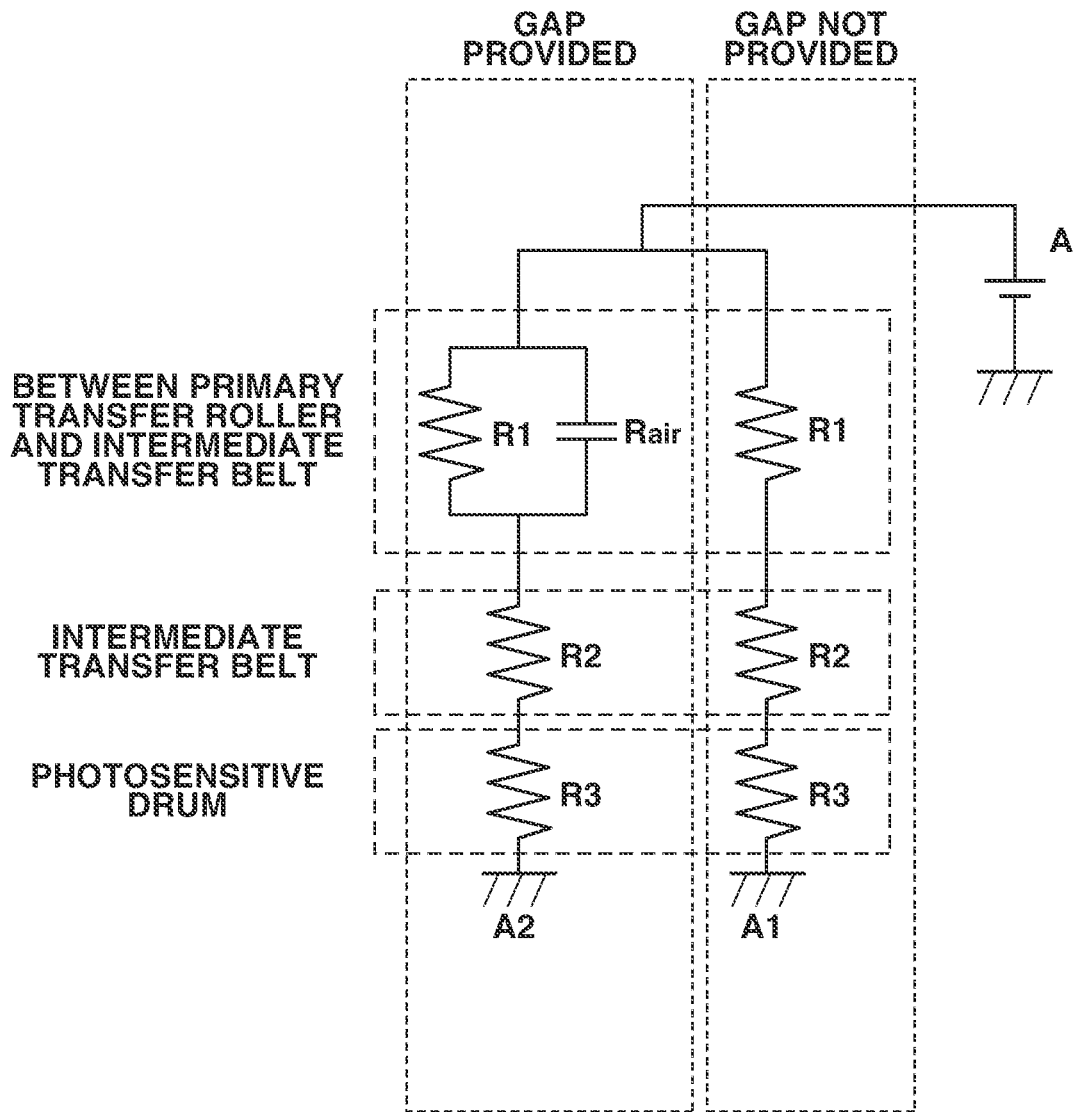 GAP
PROVIDED
GAP NOT
PROVIDED
A
BETWEEN PRIMARY
TRANSFER ROLLER
AND INTERMEDIATE
TRANSFER BELT
R1
Rair
R1
INTERMEDIATE
TRANSFER BELT
R2
R2
PHOTOSENSITIVE
DRUM
R3
R3
A2
A1